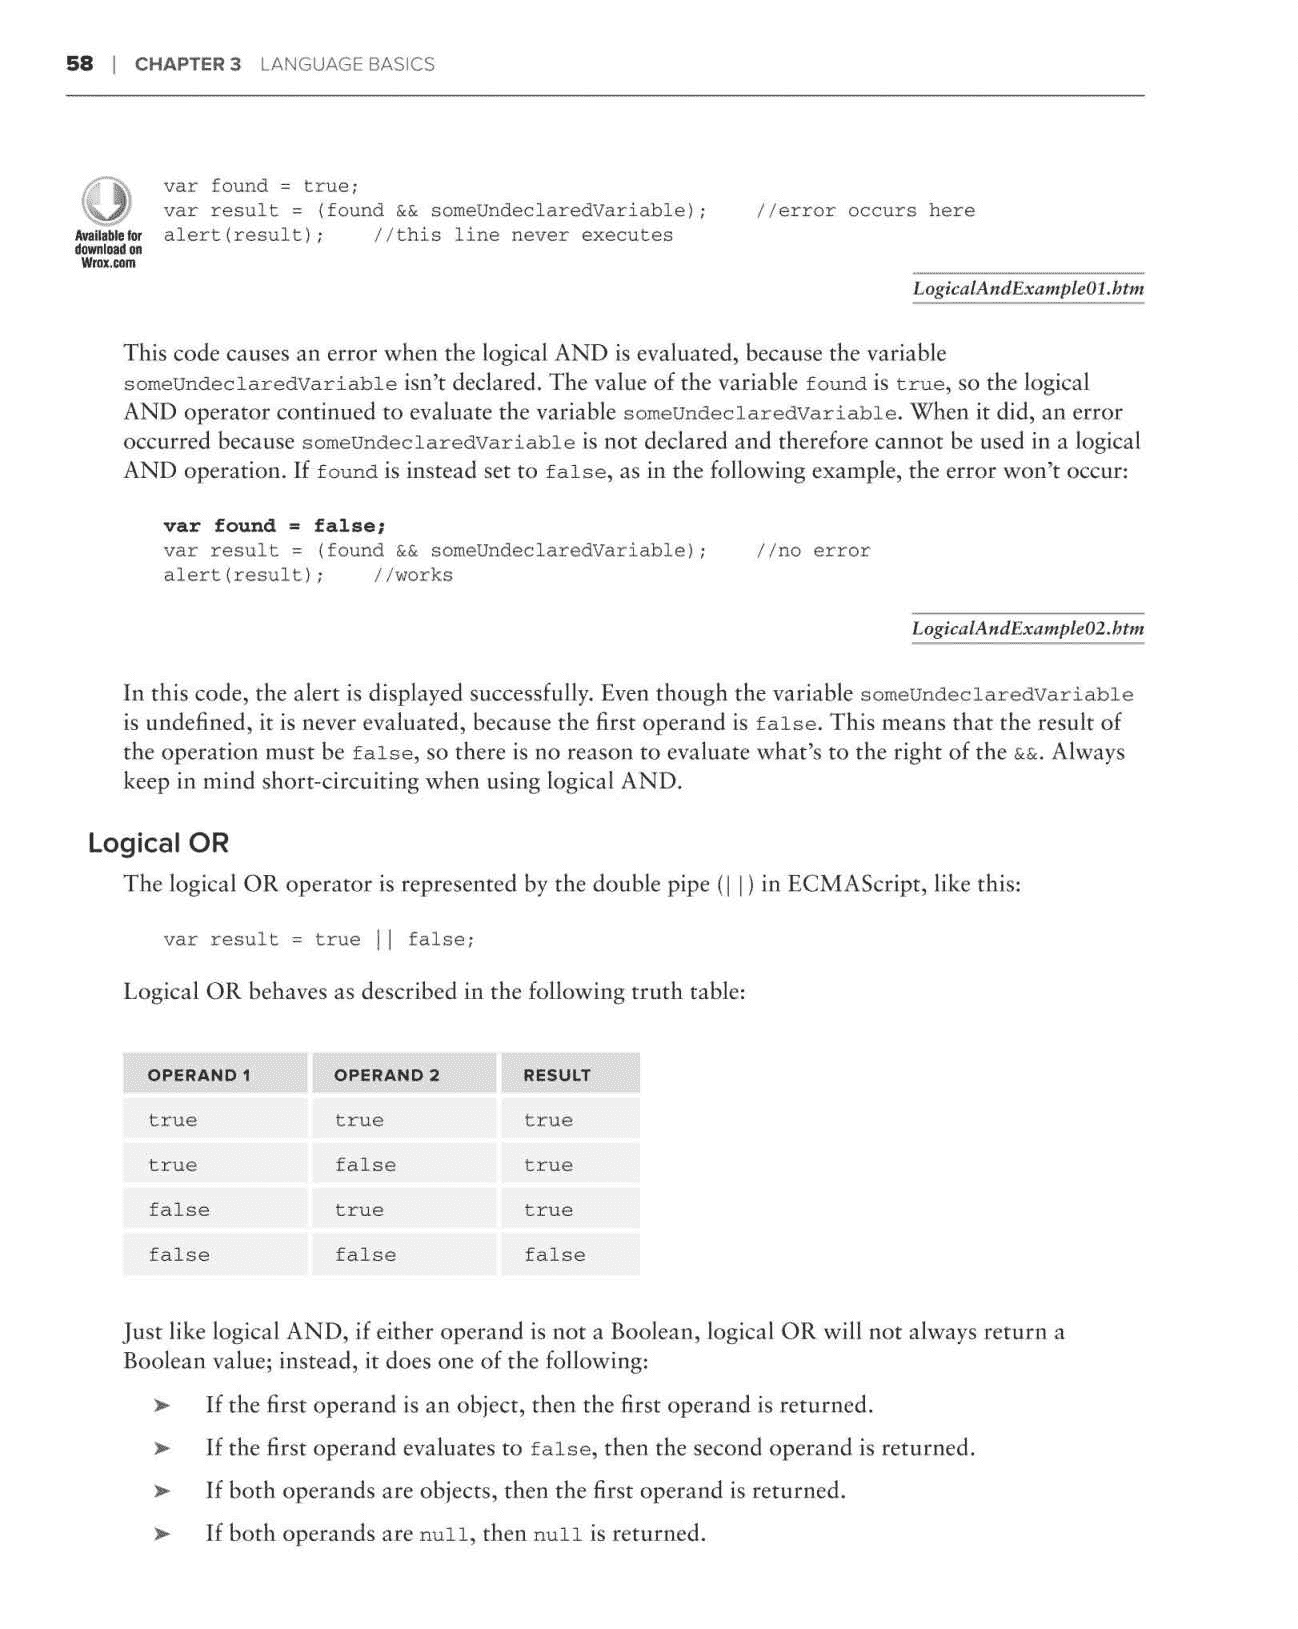 58 | CHAPTER 3 LANGUAGE BASICS
var found = true;
var result = (found && someUndeclaredVariable);    //error occurs here
alert(result);    //this line never executes
Available for
download on
Wrox.com
LogicalAndExample01.htm
This code causes an error when the logical AND is evaluated, because the variable
someUndeclaredVariable isn’t declared. The value of the variable found is true, so the logical
AND operator continued to evaluate the variable someUndeclaredVariable. When it did, an error
occurred because someUndeclaredVariable is not declared and therefore cannot be used in a logical
AND operation. If found is instead set to false, as in the following example, the error won’t occur:
var found = false;
var result = (found && someUndeclaredVariable);    //no error
alert(result);    //works
LogicalAndExample02.htm
In this code, the alert is displayed successfully. Even though the variable someUndeclaredVariable
is undefined, it is never evaluated, because the first operand is false. This means that the result of
the operation must be false, so there is no reason to evaluate what’s to the right of the &&. Always
keep in mind short-circuiting when using logical AND.
Logical OR
The logical OR operator is represented by the double pipe (||) in ECMAScript, like this:
var result = true || false;
Logical OR behaves as described in the following truth table:
OPERAND 1 OPERAND 2 RESULT
true true true
true false true
false true true
false false false
Just like logical AND, if either operand is not a Boolean, logical OR will not always return a
Boolean value; instead, it does one of the following:
➤ If the first operand is an object, then the first operand is returned.
➤ If the first operand evaluates to false, then the second operand is returned.
➤ If both operands are objects, then the first operand is returned.
➤ If both operands are null, then null is returned.